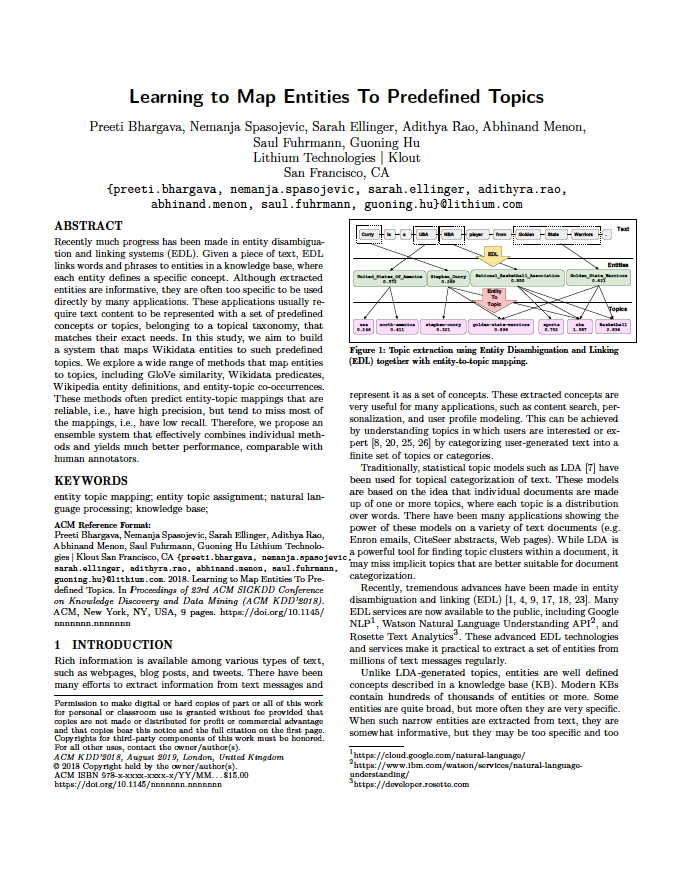 Learning to Map Entities To Predefined Topics
Preeti Bhargava, Nemanja Spasojevic, Sarah Ellinger, Adithya Rao, Abhinand Menon,
Saul Fuhrmann, Guoning Hu
Lithium Technologies | Klout
San Francisco, CA
{preeti.bhargava, nemanja.spasojevic, sarah.ellinger, adithyra.rao,
abhinand.menon, saul.fuhrmann, guoning.hu}@lithium.com
ABSTRACT
Recently much progress has been made in entity disambigua-
tion and linking systems (EDL). Given a piece of text, EDL
links words and phrases to entities in a knowledge base, where
each entity defines a specific concept. Although extracted
entities are informative, they are often too specific to be used
directly by many applications. These applications usually re-
quire text content to be represented with a set of predefined
concepts or topics, belonging to a topical taxonomy, that
matches their exact needs. In this study, we aim to build
a system that maps Wikidata entities to such predefined
topics. We explore a wide range of methods that map entities
to topics, including GloVe similarity, Wikidata predicates,
Wikipedia entity definitions, and entity-topic co-occurrences.
These methods often predict entity-topic mappings that are
reliable, i.e., have high precision, but tend to miss most of
the mappings, i.e., have low recall. Therefore, we propose an
ensemble system that effectively combines individual meth-
ods and yields much better performance, comparable with
human annotators.
KEYWORDS
entity topic mapping; entity topic assignment; natural lan-
guage processing; knowledge base;
ACM Reference Format:
Preeti Bhargava, Nemanja Spasojevic, Sarah Ellinger, Adithya Rao,
Abhinand Menon, Saul Fuhrmann, Guoning Hu Lithium Technolo-
gies | Klout San Francisco, CA {preeti.bhargava, nemanja.spasojevic,
sarah.ellinger, adithyra.rao, abhinand.menon, saul.fuhrmann,
guoning.hu}@lithium.com. 2018. Learning to Map Entities To Pre-
defined Topics. In Proceedings of 23rd ACM SIGKDD Conference
on Knowledge Discovery and Data Mining (ACM KDD'2018).
ACM, New York, NY, USA, 9 pages. https://doi.org/10.1145/
nnnnnnn.nnnnnnn
1 INTRODUCTION
Rich information is available among various types of text,
such as webpages, blog posts, and tweets. There have been
many efforts to extract information from text messages and
Permission to make digital or hard copies of part or all of this work
for personal or classroom use is granted without fee provided that
copies are not made or distributed for profit or commercial advantage
and that copies bear this notice and the full citation on the first page.
Copyrights for third-party components of this work must be honored.
For all other uses, contact the owner/author(s).
ACM KDD'2018, August 2019, London, United Kingdom
© 2018 Copyright held by the owner/author(s).
ACM ISBN 978-x-xxxx-xxxx-x/YY/MM...$15.00
https://doi.org/10.1145/nnnnnnn.nnnnnnn
Text
Curry is a USA NBA player from Golden State Warriors .
EDL
Entities
United_States_Of_America Stephen_Curry National_Basketball_Association Golden_State_Warriors
0.572 0.369 0.850 0.621
Entity
To
Topic
Topics
usa north-america stephen-curry golden-state-warriors sports nba Basketball
0.246 0.411 0.321 0.596 0.702 1.587 2.838
Figure 1: Topic extraction using Entity Disambiguation and Linking
(EDL) together with entity-to-topic mapping.
represent it as a set of concepts. These extracted concepts are
very useful for many applications, such as content search, per-
sonalization, and user profile modeling. This can be achieved
by understanding topics in which users are interested or ex-
pert [8, 20, 25, 26] by categorizing user-generated text into a
finite set of topics or categories.
Traditionally, statistical topic models such as LDA [7] have
been used for topical categorization of text. These models
are based on the idea that individual documents are made
up of one or more topics, where each topic is a distribution
over words. There have been many applications showing the
power of these models on a variety of text documents (e.g.
Enron emails, CiteSeer abstracts, Web pages). While LDA is
a powerful tool for finding topic clusters within a document, it
may miss implicit topics that are better suitable for document
categorization.
Recently, tremendous advances have been made in entity
disambiguation and linking (EDL) [1, 4, 9, 17, 18, 23]. Many
EDL services are now available to the public, including Google
NLP1, Watson Natural Language Understanding API2, and
Rosette Text Analytics3. These advanced EDL technologies
and services make it practical to extract a set of entities from
millions of text messages regularly.
Unlike LDA-generated topics, entities are well defined
concepts described in a knowledge base (KB). Modern KBs
contain hundreds of thousands of entities or more. Some
entities are quite broad, but more often they are very specific.
When such narrow entities are extracted from text, they are
somewhat informative, but they may be too specific and too
1https://cloud.google.com/natural-language/
2https://www.ibm.com/watson/services/natural-language-
understanding/
3https://developer.rosette.com